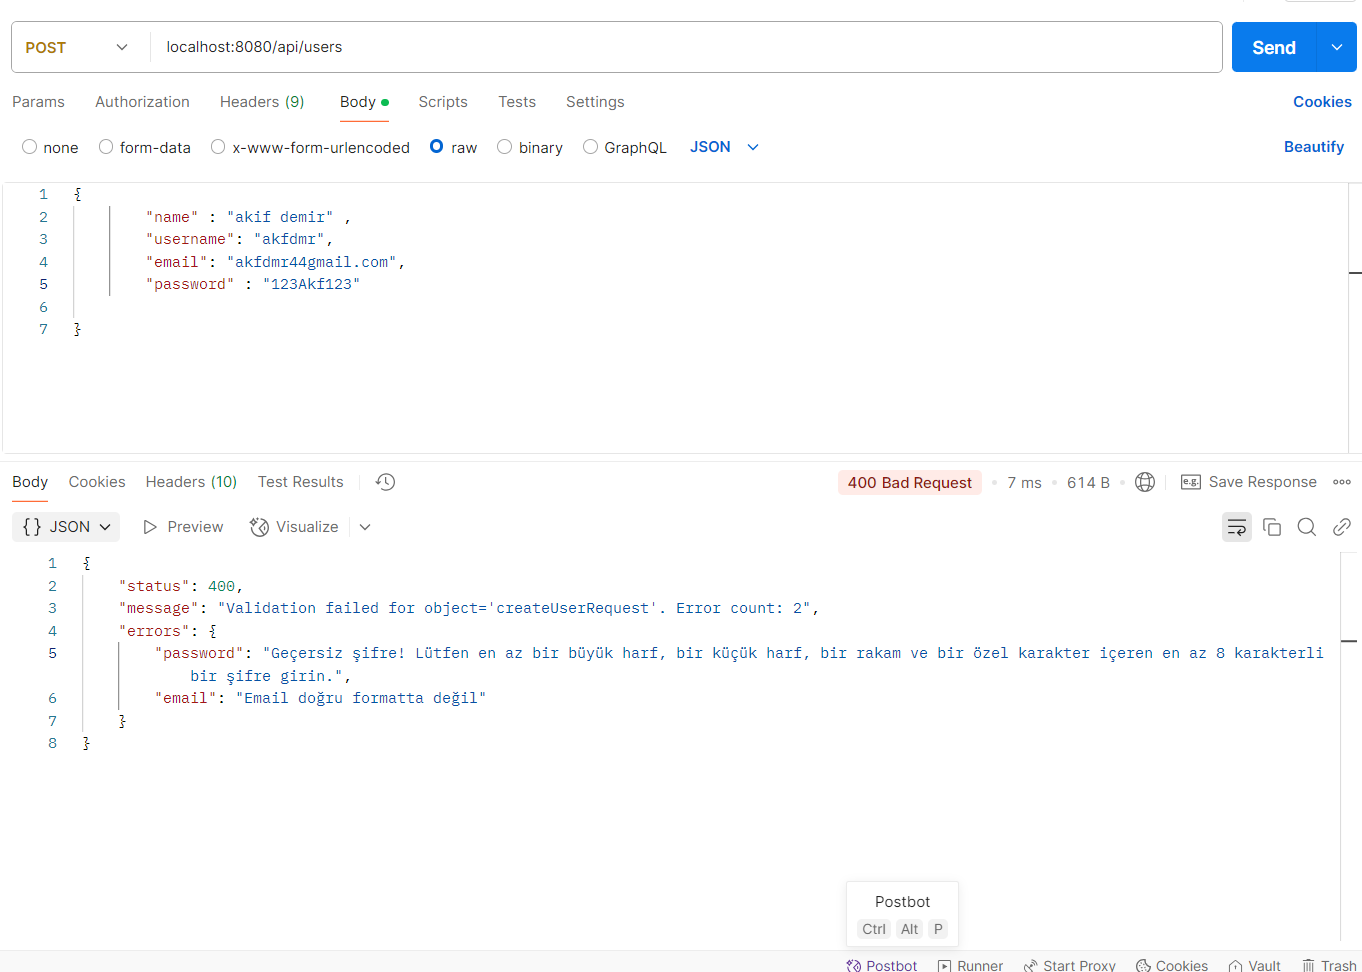 POST localhost:8080/api/users Send
Params Authorization Headers (9) Body Scripts Tests Settings Cookies
none form-data x-www-form-urlencoded raw binary GraphQL JSON Beautify
1 {
2 "name" : "akif demir" ,
3 "username": "akfdmr",
4 "email": "akfdmr44gmail.com",
5 "password" : "123Akf123"
6
7 }
Body Cookies Headers (10) Test Results 400 Bad Request 7 ms 614 B e.g. Save Response
{} JSON Preview Visualize
1 {
2 "status": 400,
3 "message": "Validation failed for object='createUserRequest'. Error count: 2",
4 "errors": {
5 "password": "Geçersiz şifre! Lütfen en az bir büyük harf, bir küçük harf, bir rakam ve bir özel karakter içeren en az 8 karakterli
bir şifre girin.",
6 "email": "Email doğru formatta değil"
7 }
8 }
Postbot
Ctrl Alt P
Postbot Runner Start Proxy Cookies Vault Trash